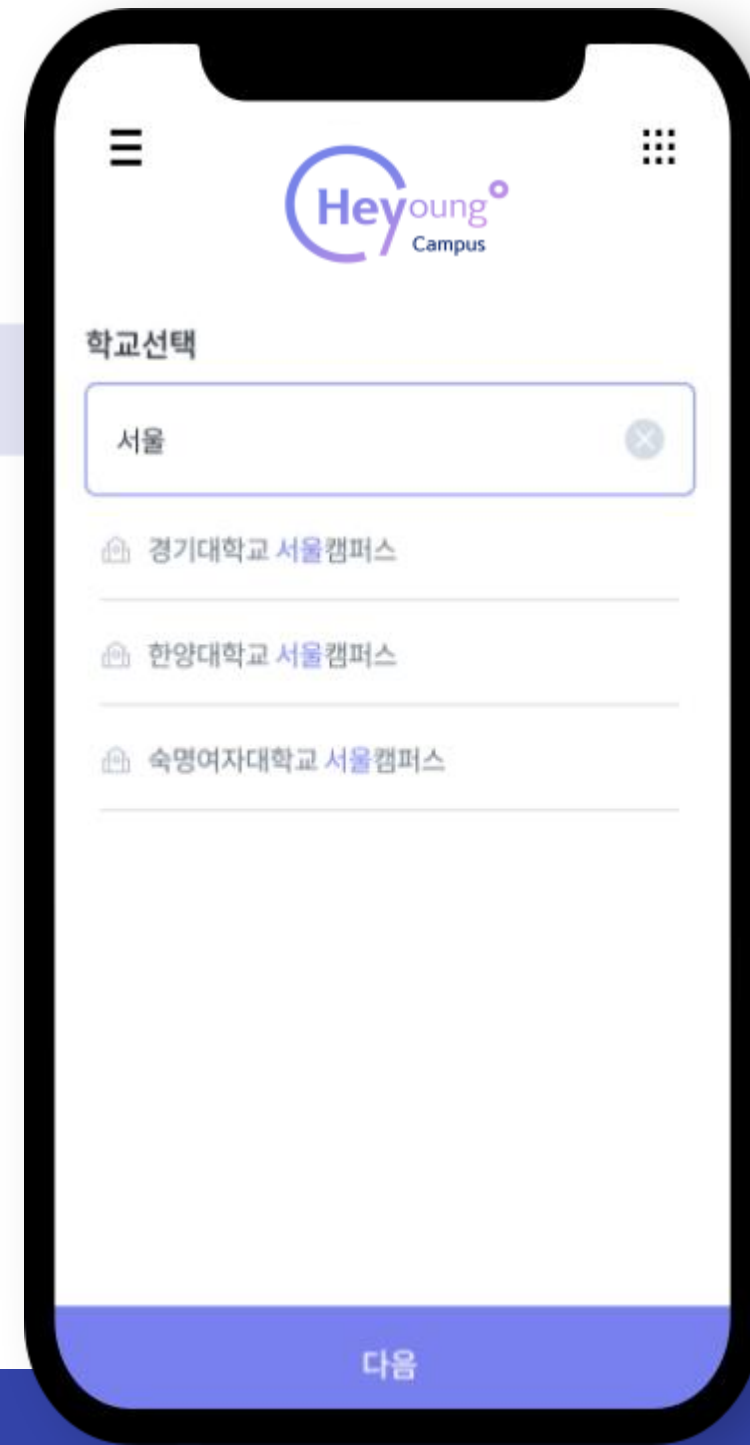 Heyoung
Campus
학교선택
서울
경기대학교 서울캠퍼스
한양대학교 서울캠퍼스
숙명여자대학교 서울캠퍼스
다음